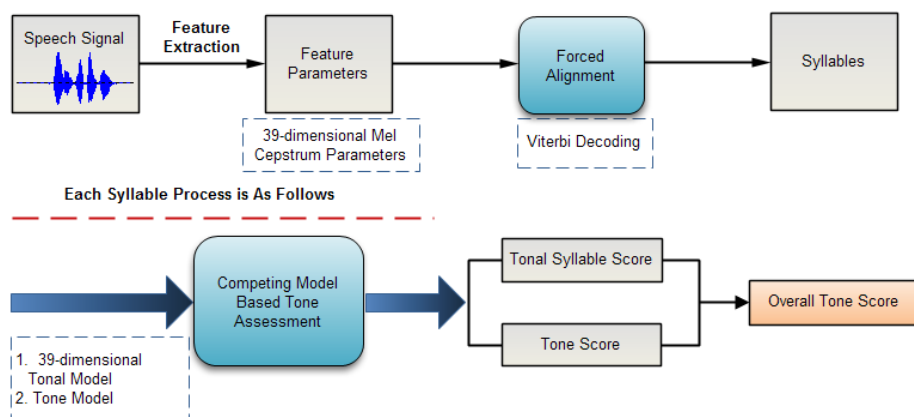 Speech Signal
Feature
Extraction
Feature
Parameters
Forced
Alignment
Syllables
39-dimensional Mel
Cepstrum Parameters
Viterbi Decoding
Each Syllable Process is As Follows
Competing Model
Based Tone
Assessment
Tonal Syllable Score
Tone Score
Overall Tone Score
1. 39-dimensional
Tonal Model
2. Tone Model